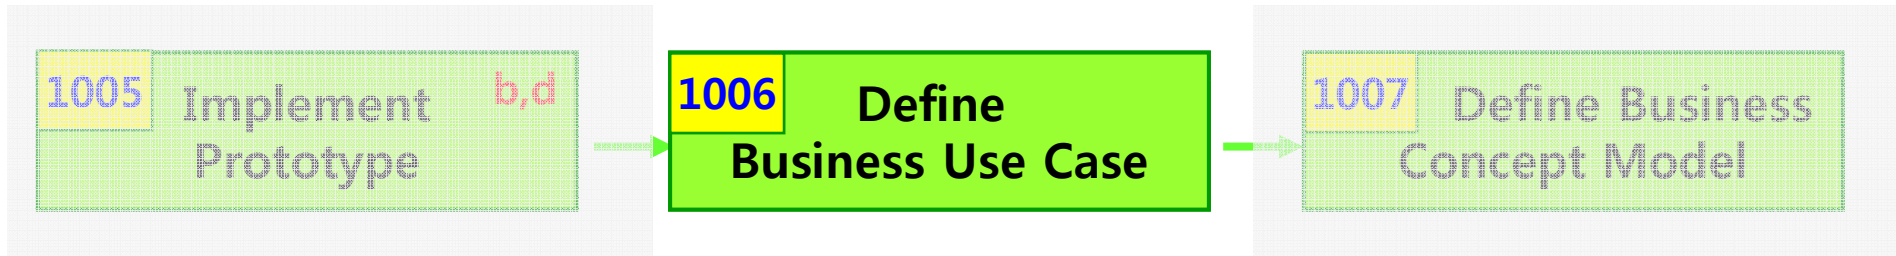 1005
Implement
b,d
Prototype
1006
Define
Business Use Case
1007
Define Business
Concept Model